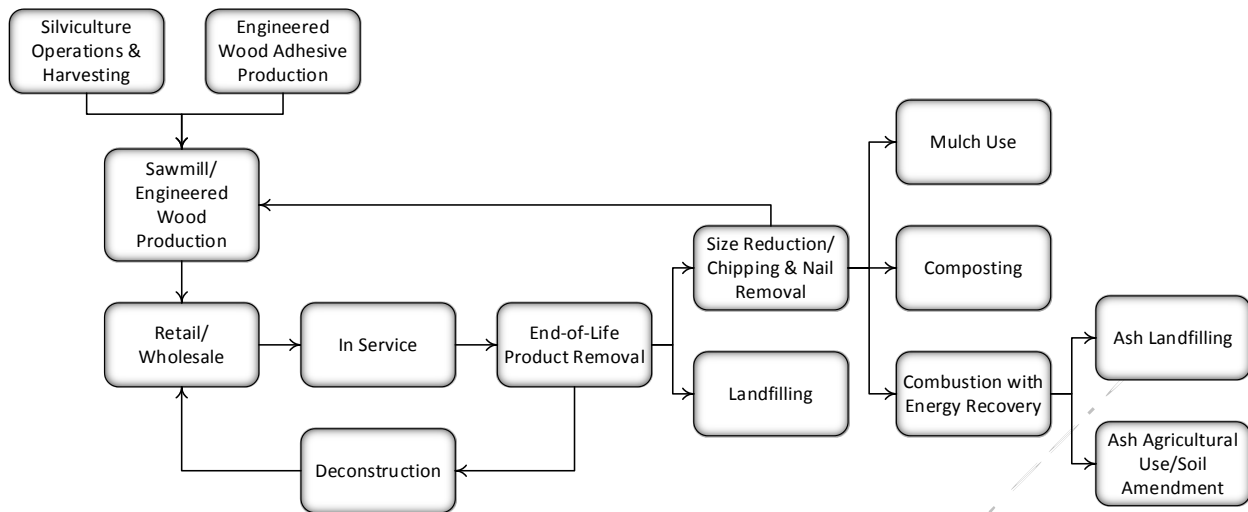 Silviculture
Operations &
Harvesting
Engineered
Wood Adhesive
Production
Sawmill/
Engineered
Wood
Production
Mulch Use
Size Reduction/
Chipping & Nail
Removal
Composting
Retail/
Wholesale
In Service
End-of-Life
Product Removal
Landfilling
Combustion with
Energy Recovery
Ash Landfilling
Deconstruction
Ash Agricultural
Use/Soil
Amendment